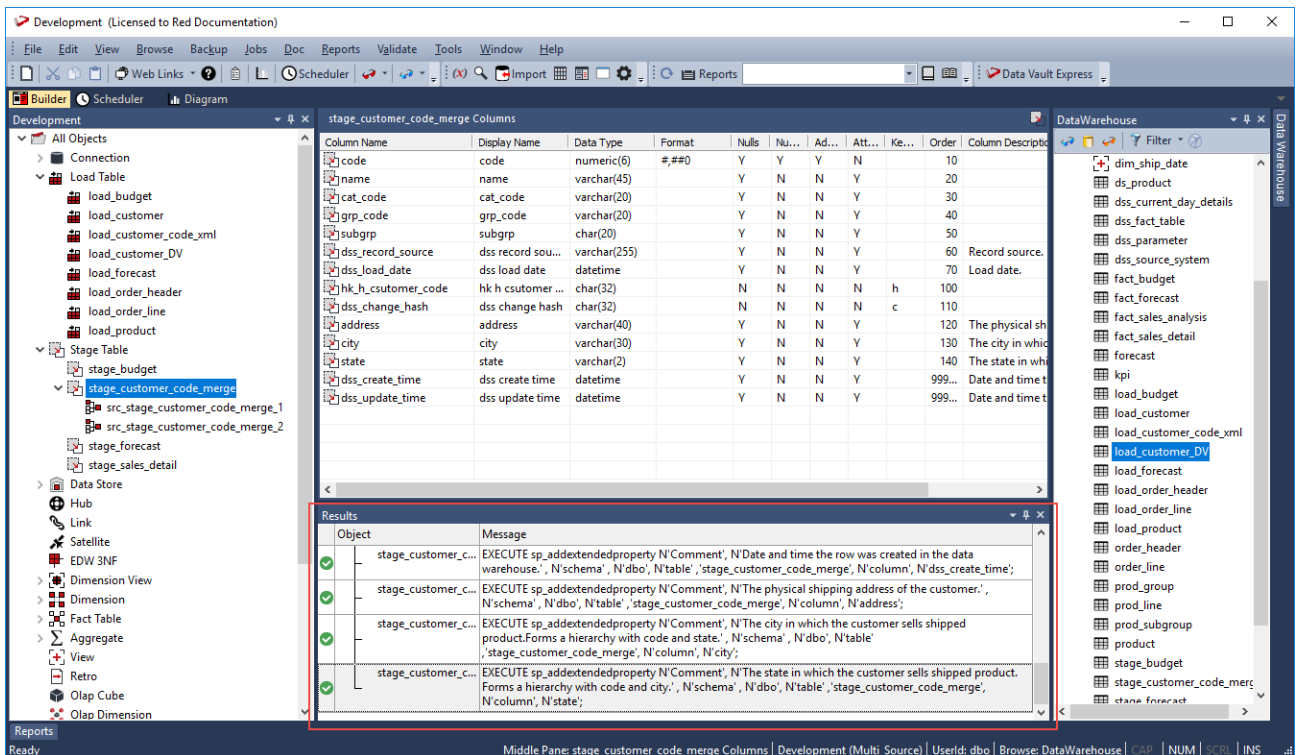 Development (Licensed to Red Documentation)
File Edit View Browse Backup Jobs Doc Reports Validate Tools Window Help
Web Links Scheduler (x) Import Reports Data Vault Express
Builder Scheduler Diagram
Development
All Objects
Connection
Load Table
load_budget
load_customer
load_customer_code_xml
load_customer_DV
load_forecast
load_order_header
load_order_line
load_product
Stage Table
stage_budget
stage_customer_code_merge
src_stage_customer_code_merge_1
src_stage_customer_code_merge_2
stage_forecast
stage_sales_detail
Data Store
Hub
Link
Satellite
EDW 3NF
Dimension View
Dimension
Fact Table
Aggregate
View
Retro
Olap Cube
Olap Dimension
stage_customer_code_merge Columns
Column Name Display Name Data Type Format Nulls Nu... Ad... Att... Ke... Order Column Descriptio
code code numeric(6) #,##0 Y Y Y N 10
name name varchar(45) Y N N Y 20
cat_code cat_code varchar(20) Y N N Y 30
grp_code grp_code varchar(20) Y N N Y 40
subgrp subgrp char(20) Y N N Y 50
dss_record_source dss record sou... varchar(255) Y N N Y 60 Record source.
dss_load_date dss load date datetime Y N N Y 70 Load date.
hk_h_csutomer_code hk h csutomer ... char(32) N N N N h 100
dss_change_hash dss change hash char(32) N N N N c 110
address address varchar(40) Y N N Y 120 The physical sh
city city varchar(30) Y N N Y 130 The city in whic
state state varchar(2) Y N N Y 140 The state in whi
dss_create_time dss create time datetime Y N N Y 999... Date and time t
dss_update_time dss update time datetime Y N N Y 999... Date and time t
Results
Object Message
stage_customer_c... EXECUTE sp_addextendedproperty N'Comment', N'Date and time the row was created in the data
warehouse.' , N'schema' , N'dbo', N'table' ,'stage_customer_code_merge', N'column', N'dss_create_time';
stage_customer_c... EXECUTE sp_addextendedproperty N'Comment', N'The physical shipping address of the customer.' ,
N'schema' , N'dbo', N'table' ,'stage_customer_code_merge', N'column', N'address';
stage_customer_c... EXECUTE sp_addextendedproperty N'Comment', N'The city in which the customer sells shipped
product.Forms a hierarchy with code and state.' , N'schema' , N'dbo', N'table'
,'stage_customer_code_merge', N'column', N'city';
stage_customer_c... EXECUTE sp_addextendedproperty N'Comment', N'The state in which the customer sells shipped product.
Forms a hierarchy with code and city.' , N'schema' , N'dbo', N'table' ,'stage_customer_code_merge',
N'column', N'state';
DataWarehouse
Filter
dim_ship_date
ds_product
dss_current_day_details
dss_fact_table
dss_parameter
dss_source_system
fact_budget
fact_forecast
fact_sales_analysis
fact_sales_detail
forecast
kpi
load_budget
load_customer
load_customer_code_xml
load_customer_DV
load_forecast
load_order_header
load_order_line
load_product
order_header
order_line
prod_group
prod_line
prod_subgroup
product
stage_budget
stage_customer_code_merg
stage_forecast
Data Warehouse
Reports
Ready Middle Pane: stage_customer_code_merge Columns Development (Multi_Source) UserId: dbo Browse: DataWarehouse CAP NUM SCRL INS